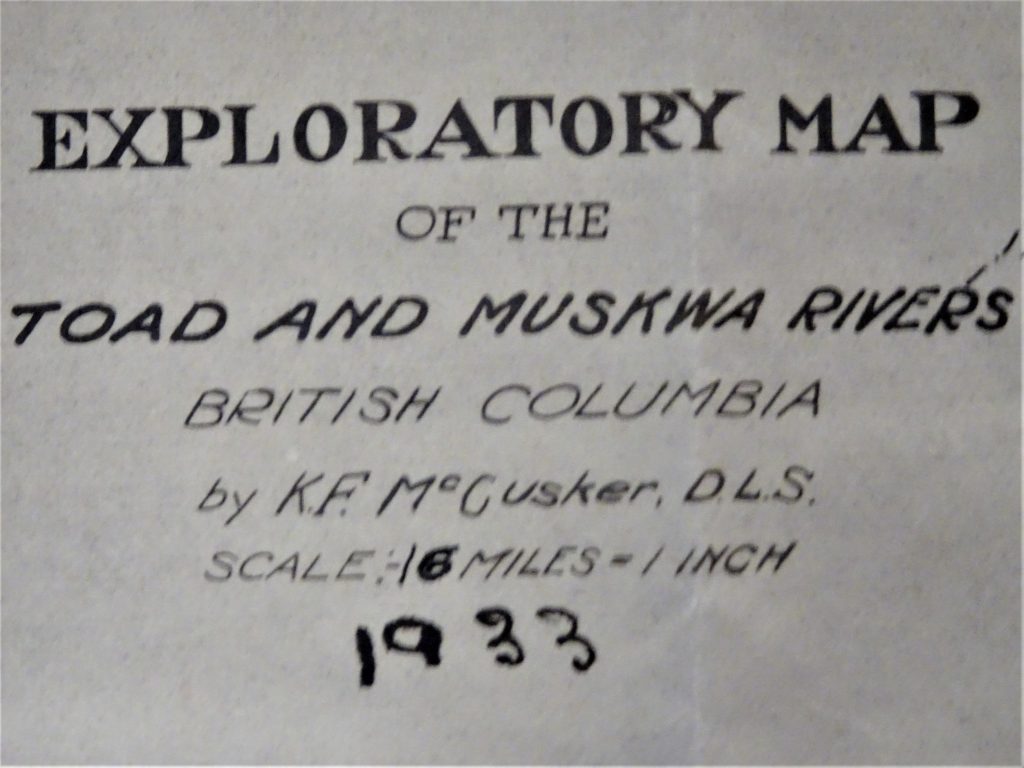 EXPLORATORY MAP
OF THE
TOAD AND MUSKWA RIVERS
BRITISH COLUMBIA
by K.F. McCusker, D.L.S.
SCALE:-16 MILES-1 INCH
1933